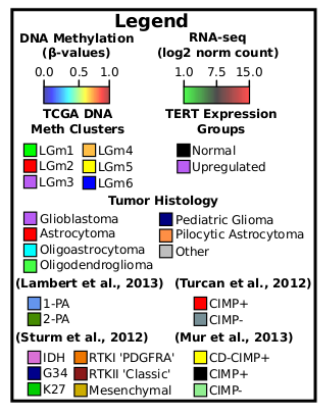 Legend
DNA Methylation
(β-values)
RNA-seq
(log2 norm count)
0.0 0.5 1.0
1.0 7.5 15.0
TCGA DNA
Meth Clusters
TERT Expression
Groups
LGm1
LGm4
LGm2
LGm5
LGm3
LGm6
Normal
Upregulated
Tumor Histology
Glioblastoma
Astrocytoma
Oligoastrocytoma
Oligodendroglioma
Pediatric Glioma
Pilocytic Astrocytoma
Other
(Lambert et al., 2013)
1-PA
2-PA
(Turcan et al., 2012)
CIMP+
CIMP-
(Sturm et al., 2012)
IDH
RTKI 'PDGFRA'
G34
RTKII 'Classic'
K27
Mesenchymal
(Mur et al., 2013)
CD-CIMP+
CIMP+
CIMP-